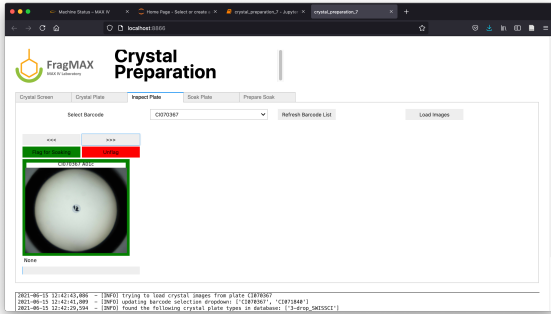 Machine Status – MAX IV
Home Page - Select or create a
crystal_preparation_7 - Jupyter
crystal_preparation_7
localhost:8866
FragMAX
MAX IV Laboratory
Crystal
Preparation
Crystal Screen
Crystal Plate
Inspect Plate
Soak Plate
Prepare Soak
Select Barcode
CI070367
Refresh Barcode List
Load Images
<<<
>>>
Flag for Soaking
Unflag
CI070367 A01c
None
2021-06-15 12:42:43,086 - [INFO] trying to load crystal images from plate CI070367
2021-06-15 12:42:41,809 - [INFO] updating barcode selection dropdown: ['CI070367', 'CI071840']
2021-06-15 12:42:29,594 - [INFO] found the following crystal plate types in database: ['3-drop_SWISSCI']